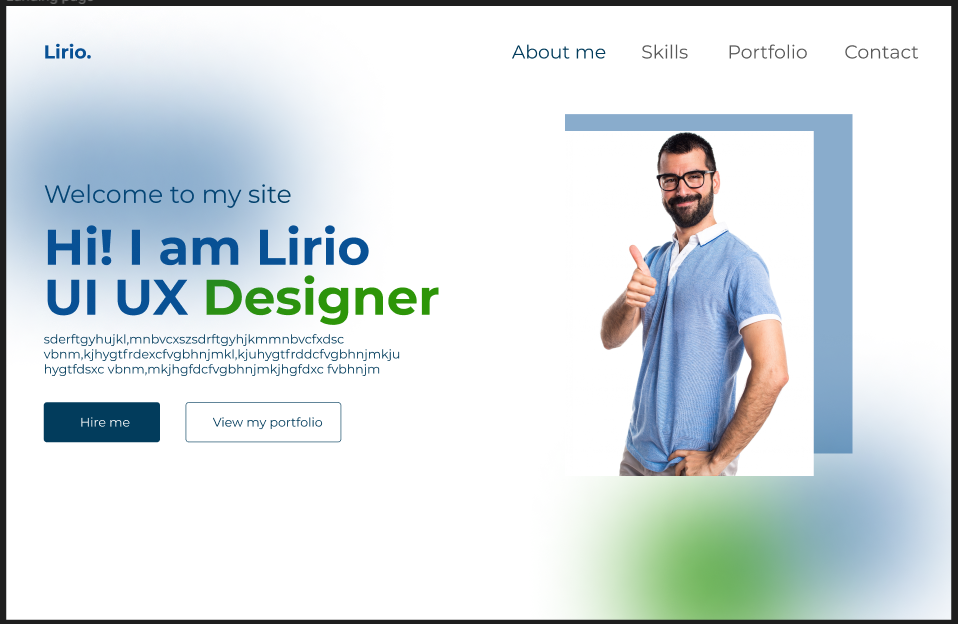 Landing page
Lirio.
About me
Skills
Portfolio
Contact
Welcome to my site
Hi! I am Lirio
UI UX Designer
sderftgyhujkl,mnbvcxszsdrftgyhjkmmnbvcfxdsc
vbnm,kjhygtfrdexcfvgbhnjmkl,kjuhygtfrddcfvgbhnjmkju
hygtfdsxc vbnm,mkjhgfdcfvgbhnjmkjhgfdxc fvbhnjm
Hire me
View my portfolio